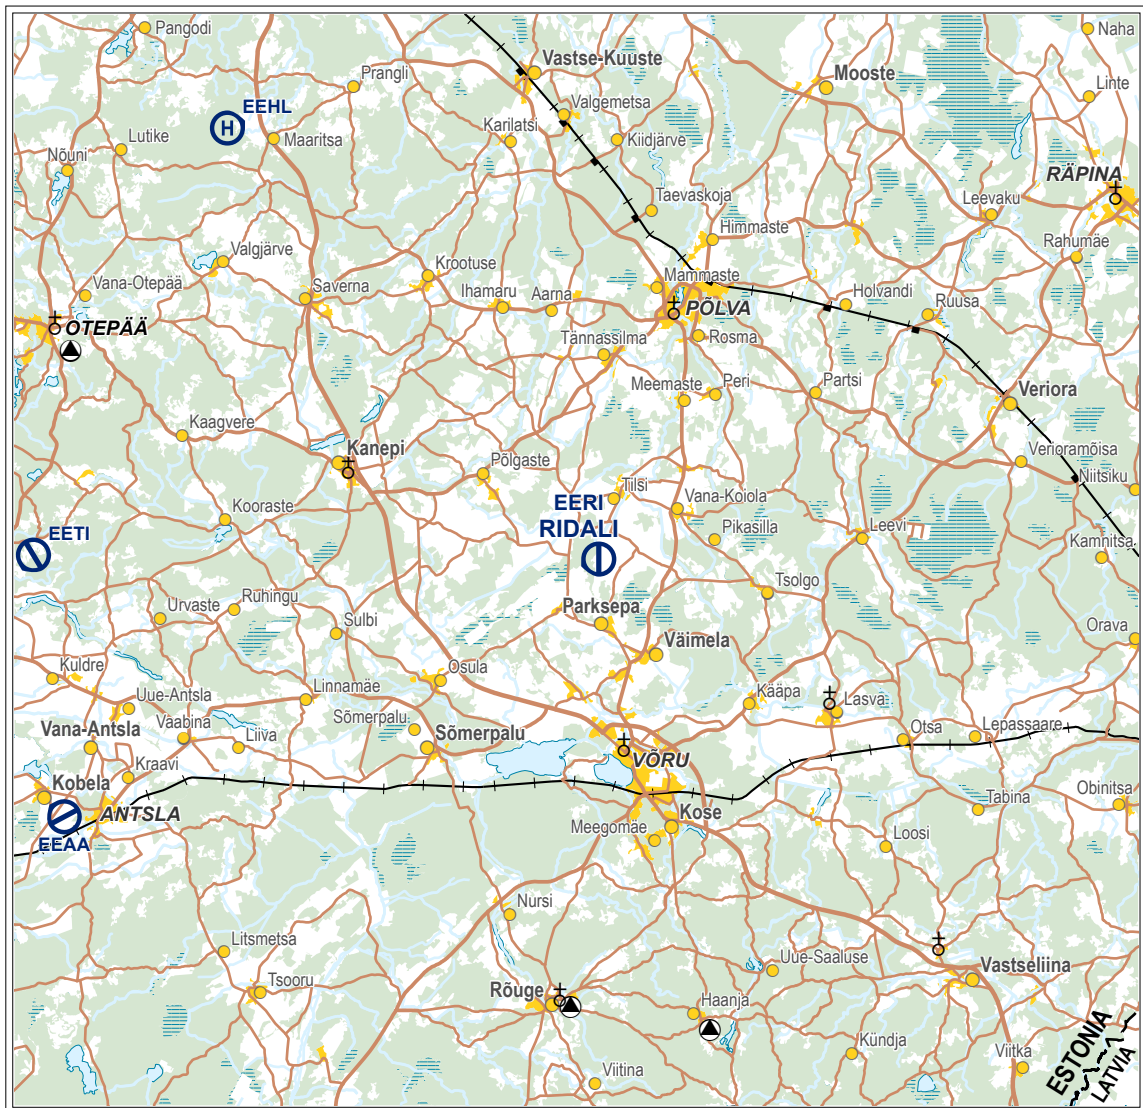 Pangodi
Naha
Vastse-Kuuste
Prangli
Mooste
Linte
EEHL
H
Valgemetsa
Lutike
Maaritsa
Karilatsi
Kiidjärve
Nõuni
RÄPINA
Taevaskoja
Leevaku
Himmaste
Valgjärve
Rahumäe
Krootuse
Mammaste
Vana-Otepää
Saverna
Ihamaru
Aarna
Holvandi
Ruusa
PÕLVA
OTEPÄÄ
Tännassilma
Rosma
Meemaste
Peri
Partsi
Veriora
Kaagvere
Kanepi
Põlgaste
Verioramõisa
Niitsiku
Tilsi
Vana-Koiola
Kooraste
EERI
RIDALI
Pikasilla
Leevi
EETI
Kamnitsa
Tsolgo
Urvaste
Ruhingu
Parksepa
Sulbi
Orava
Väimela
Kuldre
Osula
Linnamäe
Kääpa
Lasva
Uue-Antsla
Sõmerpalu
Otsa
Lepassaare
Vana-Antsla
Vaabina
Liiva
Sõmerpalu
VÕRU
Kraavi
Kobela
Obinitsa
ANTSLA
Tabina
Kose
Meegomäe
EEAA
Loosi
Nursi
Litsmetsa
Uue-Saaluse
Vastseliina
Tsooru
Rõuge
Haanja
Kündja
ESTONIA
LATVIA
Viitina
Viitka